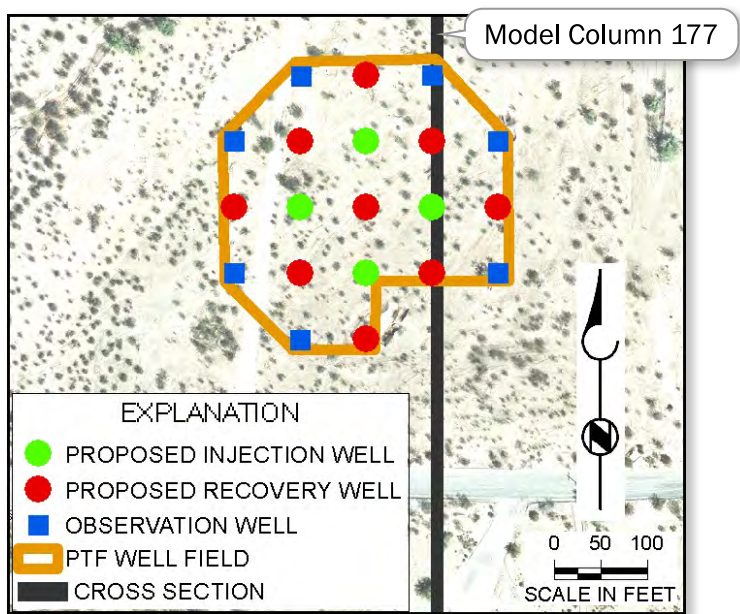 Model Column 177
EXPLANATION
PROPOSED INJECTION WELL
PROPOSED RECOVERY WELL
OBSERVATION WELL
PTF WELL FIELD
CROSS SECTION
N
0 50 100
SCALE IN FEET